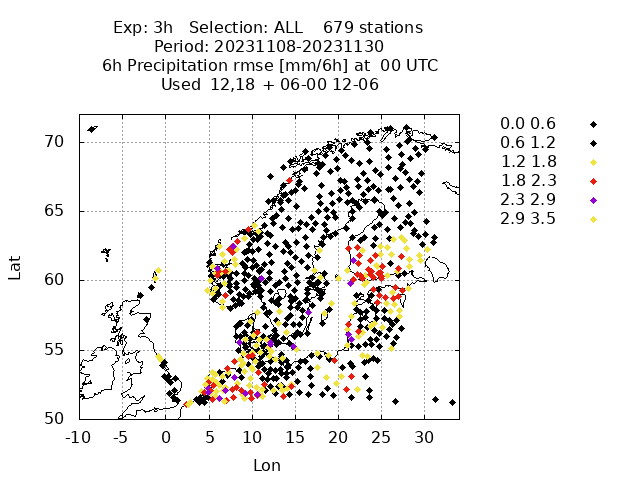 Exp: 3h   Selection: ALL    679 stations
Period: 20231108-20231130
6h Precipitation rmse [mm/6h] at  00 UTC
Used  12,18  + 06-00 12-06
0.0 0.6
0.6 1.2
1.2 1.8
1.8 2.3
2.3 2.9
2.9 3.5
Lat
70
65
60
55
50
-10 -5 0 5 10 15 20 25 30
Lon